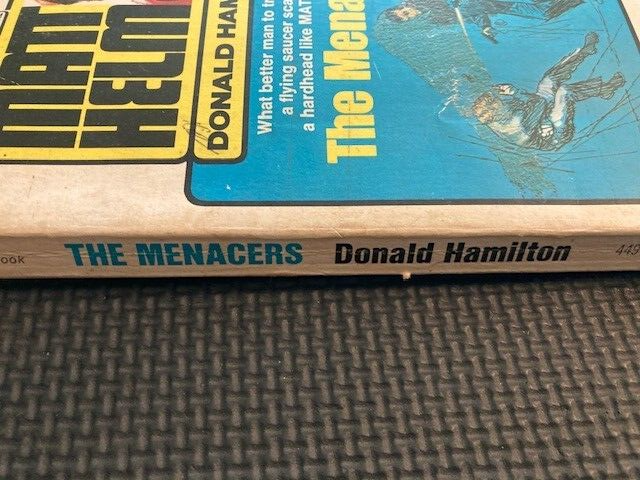 MATT
HELM
DONALD HAM
What better man to t
a flying saucer sca
a hardhead like MAT
The Mena
ook THE MENACERS Donald Hamilton 449